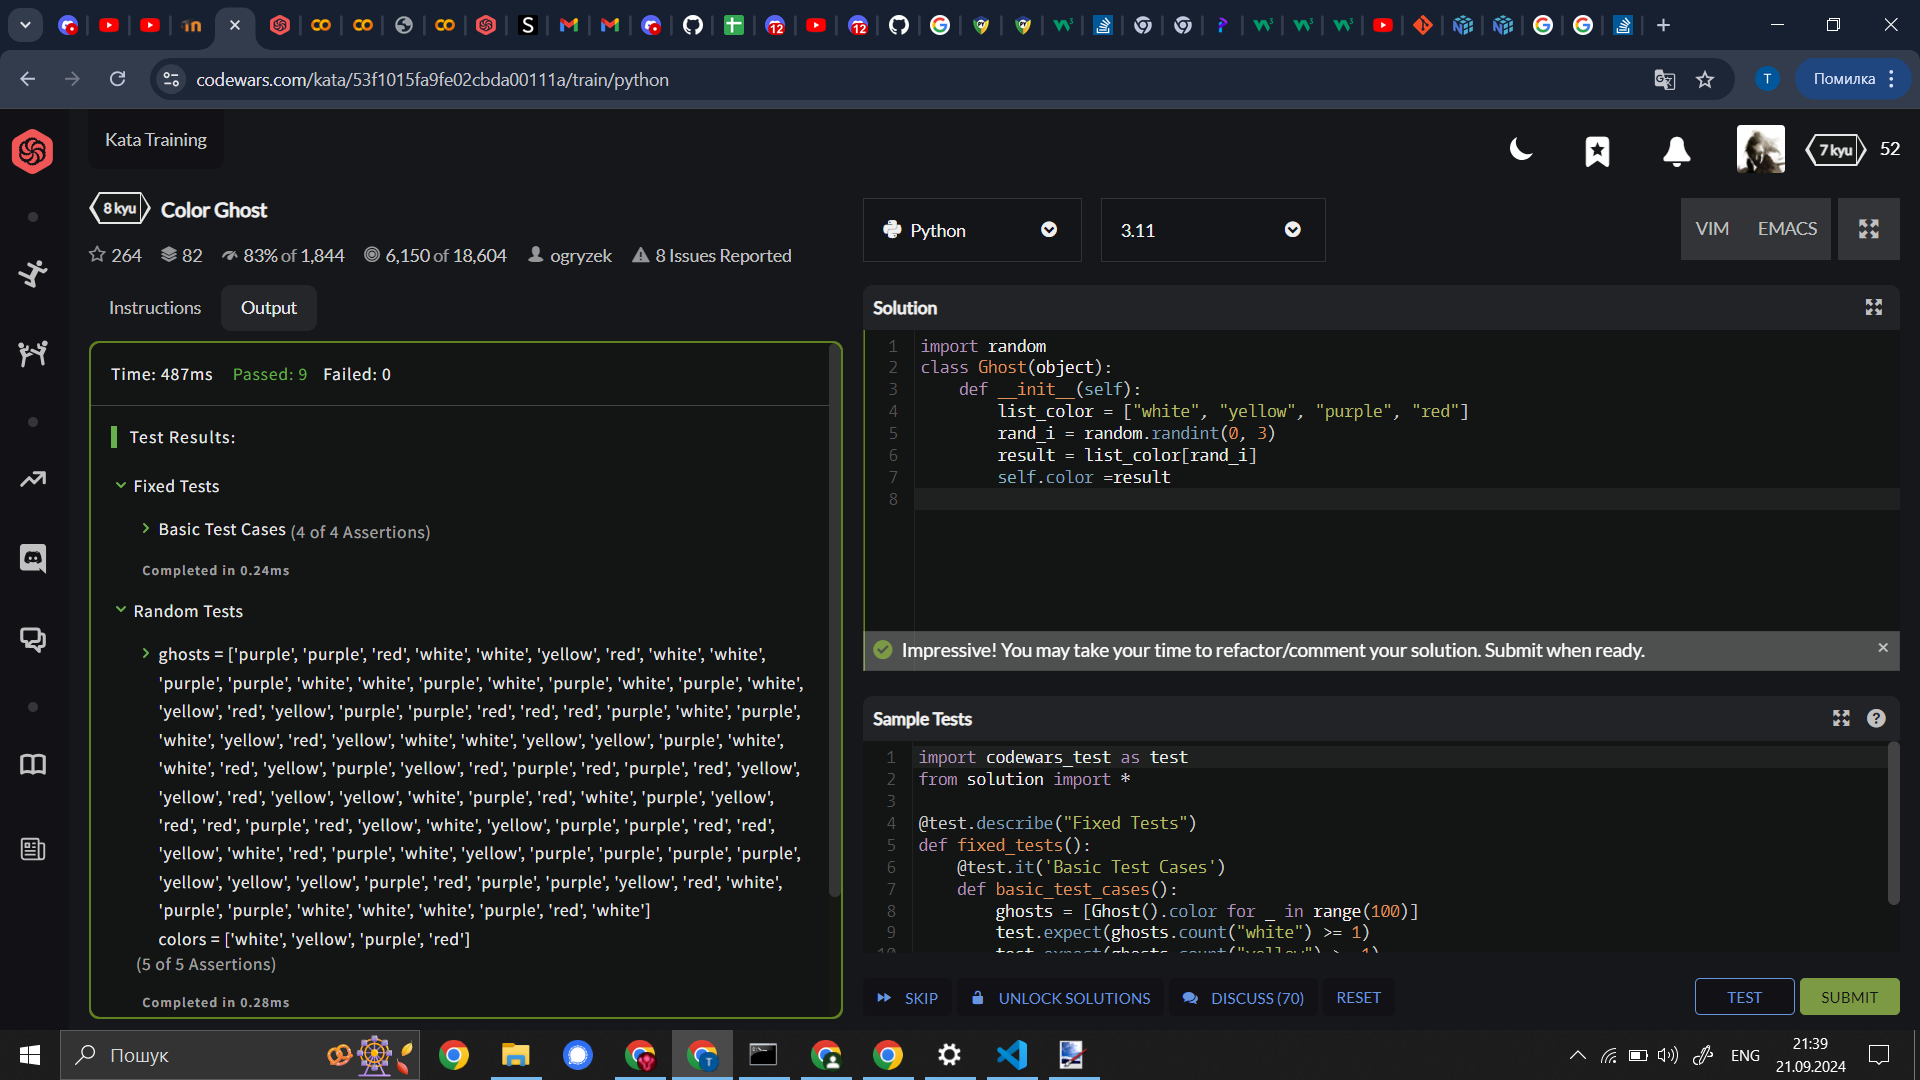 12
12
codewars.com/kata/53f1015fa9fe02cbda00111a/train/python
T
Помилка
Kata Training
7 kyu
52
8 kyu
Color Ghost
264
82
83% of 1,844
6,150 of 18,604
ogryzek
8 Issues Reported
Python
3.11
VIM
EMACS
Instructions
Output
Time: 487ms Passed: 9 Failed: 0
Test Results:
Fixed Tests
Basic Test Cases (4 of 4 Assertions)
Completed in 0.24ms
Random Tests
ghosts = ['purple', 'purple', 'red', 'white', 'white', 'yellow', 'red', 'white', 'white',
'purple', 'purple', 'white', 'white', 'purple', 'white', 'purple', 'white', 'purple', 'white',
'yellow', 'red', 'yellow', 'purple', 'purple', 'red', 'red', 'red', 'purple', 'white', 'purple',
'white', 'yellow', 'red', 'yellow', 'white', 'white', 'yellow', 'yellow', 'purple', 'white',
'white', 'red', 'yellow', 'purple', 'yellow', 'red', 'purple', 'red', 'purple', 'red', 'yellow',
'yellow', 'red', 'yellow', 'yellow', 'white', 'purple', 'red', 'white', 'purple', 'yellow',
'red', 'red', 'purple', 'red', 'yellow', 'white', 'yellow', 'purple', 'purple', 'red', 'red',
'yellow', 'white', 'red', 'purple', 'white', 'yellow', 'purple', 'purple', 'purple', 'purple',
'yellow', 'yellow', 'yellow', 'purple', 'red', 'purple', 'purple', 'yellow', 'red', 'white',
'purple', 'purple', 'white', 'white', 'white', 'purple', 'red', 'white']
colors = ['white', 'yellow', 'purple', 'red']
(5 of 5 Assertions)
Completed in 0.28ms
Solution
1 import random
2 class Ghost(object):
3 def __init__(self):
4 list_color = ["white", "yellow", "purple", "red"]
5 rand_i = random.randint(0, 3)
6 result = list_color[rand_i]
7 self.color =result
8
Impressive! You may take your time to refactor/comment your solution. Submit when ready.
Sample Tests
1 import codewars_test as test
2 from solution import *
3
4 @test.describe("Fixed Tests")
5 def fixed_tests():
6 @test.it('Basic Test Cases')
7 def basic_test_cases():
8 ghosts = [Ghost().color for _ in range(100)]
9 test.expect(ghosts.count("white") >= 1)
10 test.expect(ghosts.count("yellow") >= 1)
SKIP
UNLOCK SOLUTIONS
DISCUSS (70)
RESET
TEST
SUBMIT
Пошук
T
ENG
21:39
21.09.2024